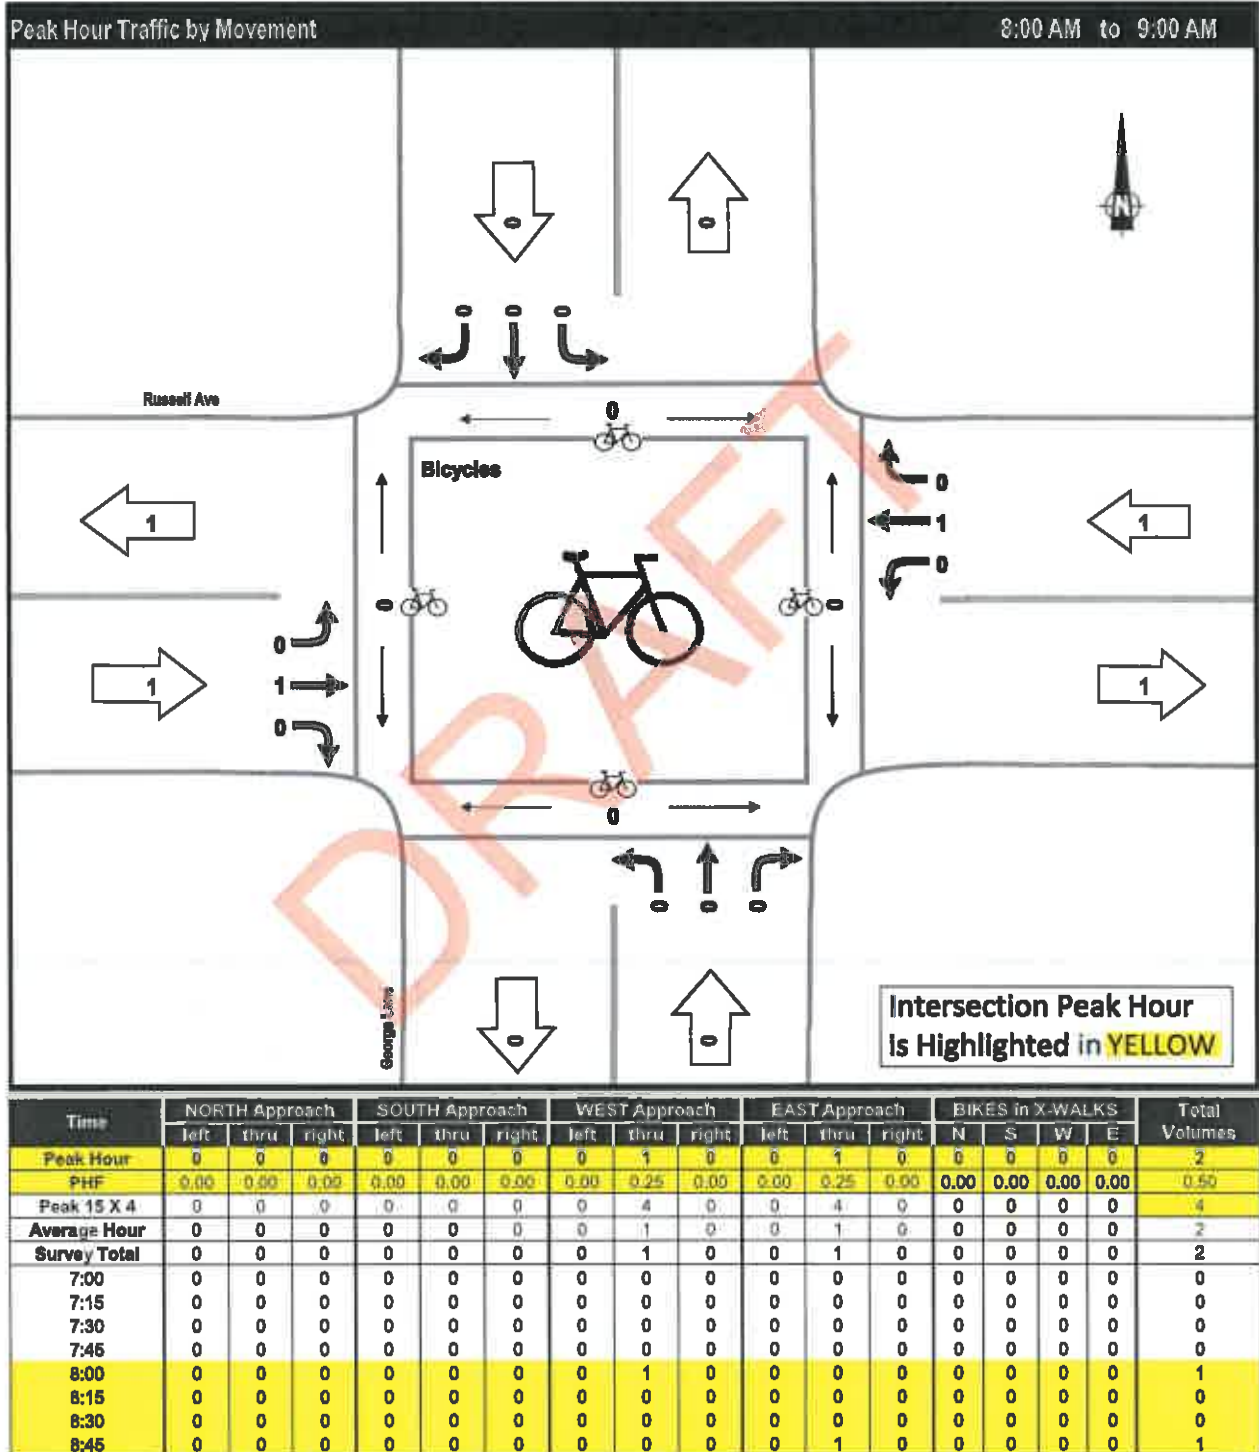 Peak Hour Traffic by Movement 8:00 AM to 9:00 AM
0 0
N
0 0 0
Russell Ave
0
Bicycles
0
1 1 1
0
0 0
0
1 1 1
0
0
0
0 0 0
George Lane
0 0
Intersection Peak Hour
is Highlighted in YELLOW
DRAFT
Time NORTH Approach SOUTH Approach WEST Approach EAST Approach BIKES in X-WALKS Total
left thru right left thru right left thru right left thru right N S W E Volumes
Peak Hour 0 0 0 0 0 0 0 1 0 0 1 0 0 0 0 0 2
PHF 0.00 0.00 0.00 0.00 0.00 0.00 0.00 0.25 0.00 0.00 0.25 0.00 0.00 0.00 0.00 0.00 0.50
Peak 15 X 4 0 0 0 0 0 0 0 4 0 0 4 0 0 0 0 0 4
Average Hour 0 0 0 0 0 0 0 1 0 0 1 0 0 0 0 0 2
Survey Total 0 0 0 0 0 0 0 1 0 0 1 0 0 0 0 0 2
7:00 0 0 0 0 0 0 0 0 0 0 0 0 0 0 0 0 0
7:15 0 0 0 0 0 0 0 0 0 0 0 0 0 0 0 0 0
7:30 0 0 0 0 0 0 0 0 0 0 0 0 0 0 0 0 0
7:45 0 0 0 0 0 0 0 0 0 0 0 0 0 0 0 0 0
8:00 0 0 0 0 0 0 0 1 0 0 0 0 0 0 0 0 1
8:15 0 0 0 0 0 0 0 0 0 0 0 0 0 0 0 0 0
8:30 0 0 0 0 0 0 0 0 0 0 0 0 0 0 0 0 0
8:45 0 0 0 0 0 0 0 0 0 0 1 0 0 0 0 0 1